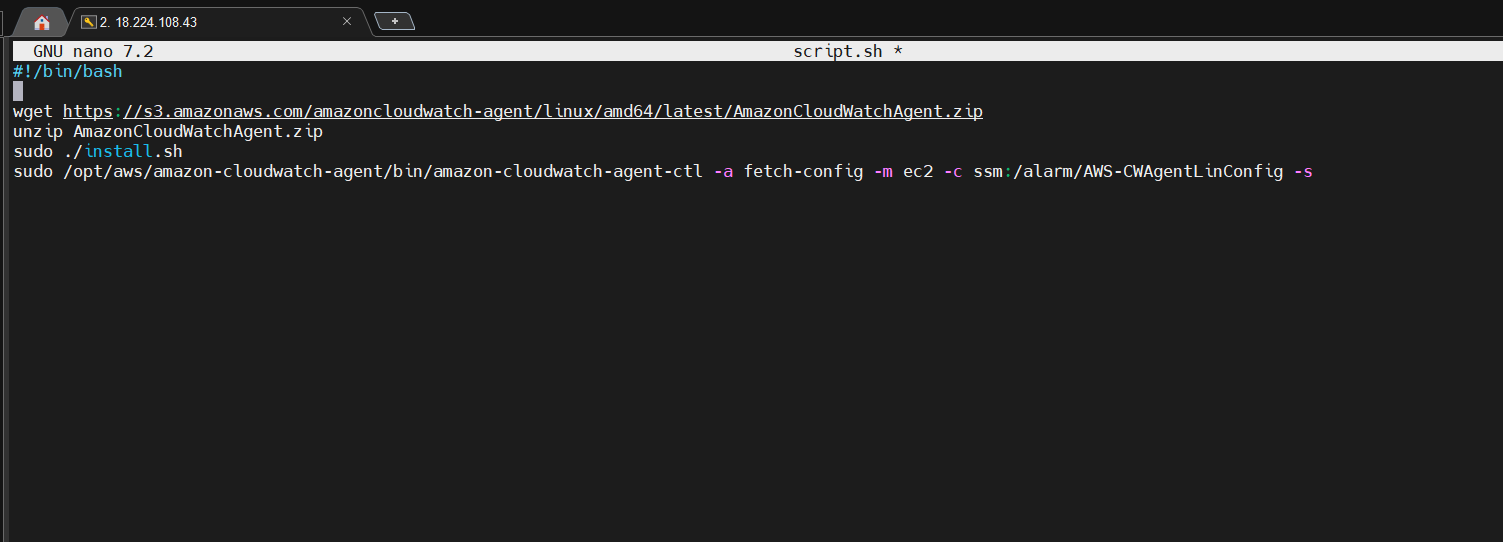 2. 18.224.108.43
GNU nano 7.2 script.sh *
#!/bin/bash
wget https://s3.amazonaws.com/amazoncloudwatch-agent/linux/amd64/latest/AmazonCloudWatchAgent.zip
unzip AmazonCloudWatchAgent.zip
sudo ./install.sh
sudo /opt/aws/amazon-cloudwatch-agent/bin/amazon-cloudwatch-agent-ctl -a fetch-config -m ec2 -c ssm:/alarm/AWS-CWAgentLinConfig -s